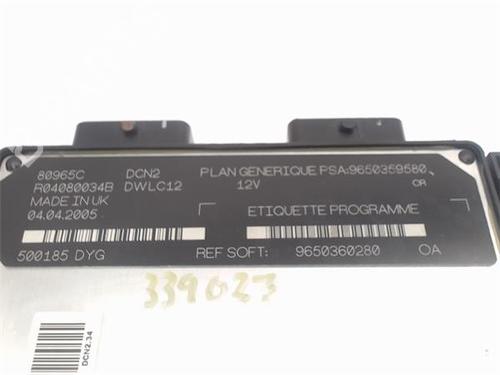 80965C DCN2 PLAN GENERIQUE PSA:9650359580
R04080034B DWLC12 12V OR
MADE IN UK
04.04.2005 ETIQUETTE PROGRAMME
500185 DYG REF SOFT: 9650360280 OA
339023
DCN2.34